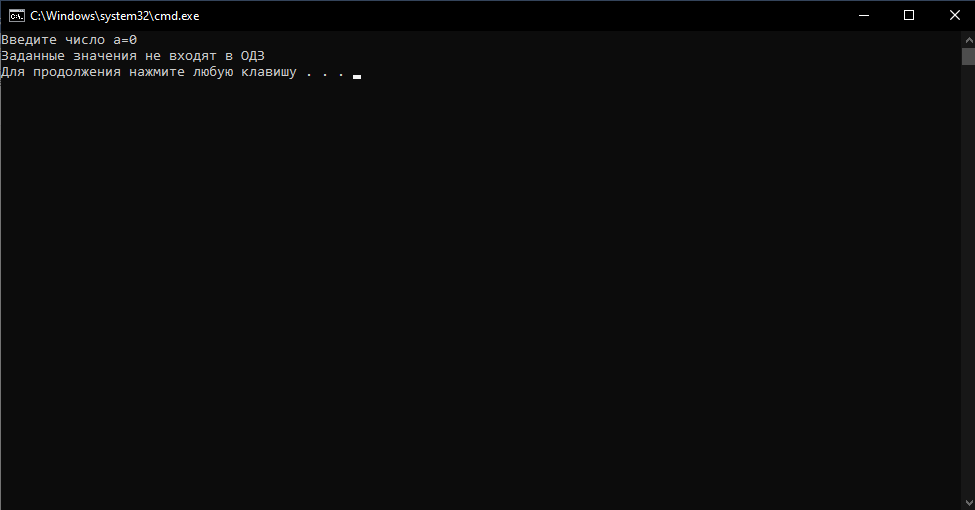 C:\Windows\system32\cmd.exe
Введите число a=0
Заданные значения не входят в ОДЗ
Для продолжения нажмите любую клавишу . . .